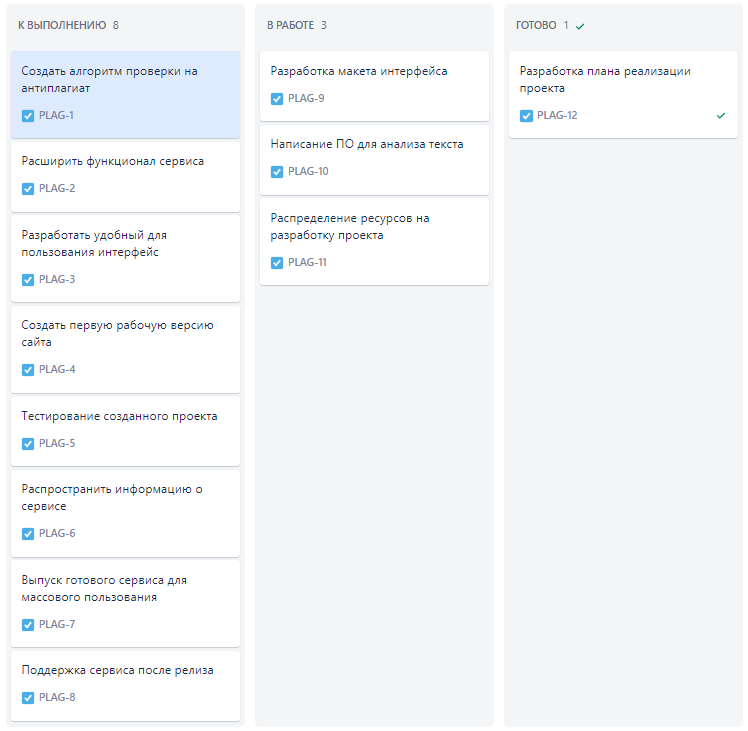 К ВЫПОЛНЕНИЮ 8
Создать алгоритм проверки на
антиплагиат
PLAG-1
Расширить функционал сервиса
PLAG-2
Разработать удобный для
пользования интерфейс
PLAG-3
Создать первую рабочую версию
сайта
PLAG-4
Тестирование созданного проекта
PLAG-5
Распространить информацию о
сервисе
PLAG-6
Выпуск готового сервиса для
массового пользования
PLAG-7
Поддержка сервиса после релиза
PLAG-8
В РАБОТЕ 3
Разработка макета интерфейса
PLAG-9
Написание ПО для анализа текста
PLAG-10
Распределение ресурсов на
разработку проекта
PLAG-11
ГОТОВО 1
Разработка плана реализации
проекта
PLAG-12